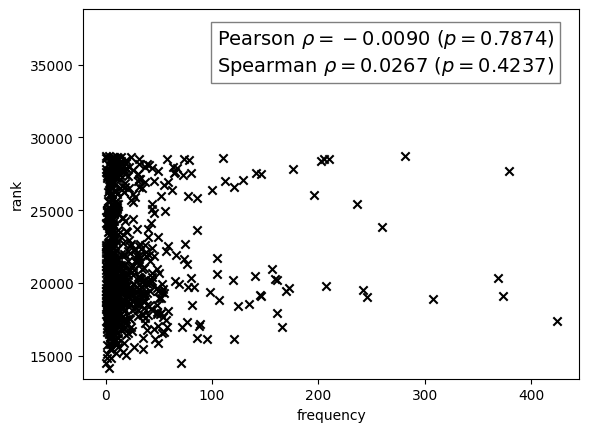 Pearson ρ = −0.0090 (p = 0.7874)
Spearman ρ = 0.0267 (p = 0.4237)
35000
30000
25000
20000
15000
rank
0 100 200 300 400
frequency